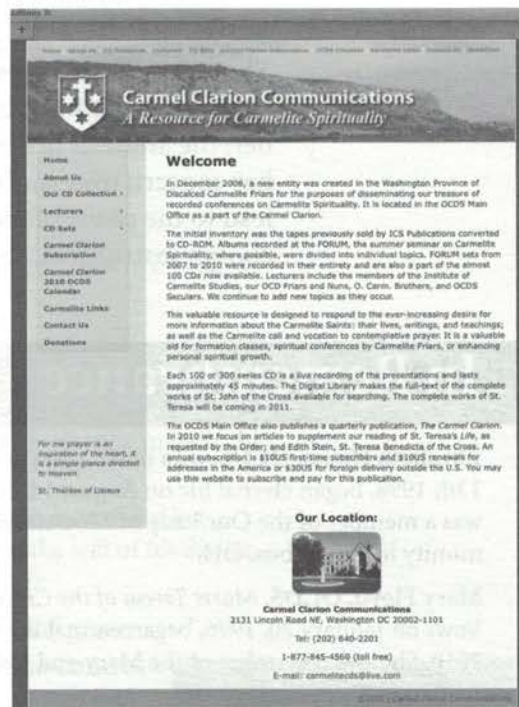 Carmel Clarion Communications
A Resource for Carmelite Spirituality
Home
About Us
Our CD Collection
Lecturers
CD Sets
Carmel Clarion
Subscription
Carmel Clarion
2010 OCDS
Calendar
Carmelite Links
Contact Us
Donations
For me prayer is an
of the heart, it
is a simple glance directed
to Heaven.
St. Thérèse of Lisieux
Welcome
In December 2008, a new entity was created in the Washington Province of
Discalced Carmelite Friars for the purposes of disseminating our treasure of
recorded conferences on Carmelite Spirituality. It is located in the OCDS Main
Office as a part of the Carmel Clarion.
The initial inventory was the tapes previously sold by ICS Publications converted
to CD-ROM. Albums recorded at the FORUM, the summer seminar on Carmelite
Spirituality, where possible, were divided into individual topics. FORUM sets from
2007 to 2010 were recorded in their entirety and are also a part of the almost
100 CDs now available. Lecturers include the members of the Institute of
Carmelite Studies, our OCD Friars and Nuns, O. Carm. Brothers, and OCDS
Seculars. We continue to add new topics as they occur.
This valuable resource is designed to respond to the ever-increasing desire for
more information about the Carmelite Saints: their lives, writings, and teachings;
as well as the Carmelite call and vocation to contemplative prayer. It is a valuable
aid for formation classes, spiritual conferences by Carmelite Friars, or enhancing
personal spiritual growth.
Each 100 or 300 series CD is a live recording of the presentations and lasts
approximately 45 minutes. The Digital Library makes the full-text of the complete
works of St. John of the Cross available for searching. The complete works of St.
Teresa will be coming in 2011.
The OCDS Main Office also publishes a quarterly publication, The Carmel Clarion.
In 2010 we focus on articles to supplement our reading of St. Teresa's Life, as
requested by the Order; and Edith Stein, St. Teresa Benedicta of the Cross. An
annual subscription is $10US first-time subscribers and $10US renewals for
addresses in the America or $30US for foreign delivery outside the U.S. You may
use this website to subscribe and pay for this publication.
Our Location:
Carmel Clarion Communications
2131 Lincoln Road NE, Washington DC 20002-1101
Tel: (202) 640-2201
1-877-845-4560 (toll free)
E-mail: carmelitecds@live.com